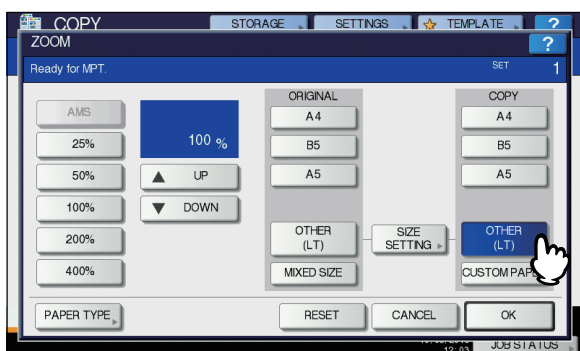 COPY STORAGE SETTINGS TEMPLATE ?
ZOOM ?
Ready for MPT. SET 1
ORIGINAL COPY
AMS A4 A4
25% 100 % B5 B5
50% UP A5 A5
100% DOWN
200% OTHER (LT) SIZE SETTING OTHER (LT)
400% MIXED SIZE
PAPER TYPE RESET CANCEL OK
12:03 JOB STATUS